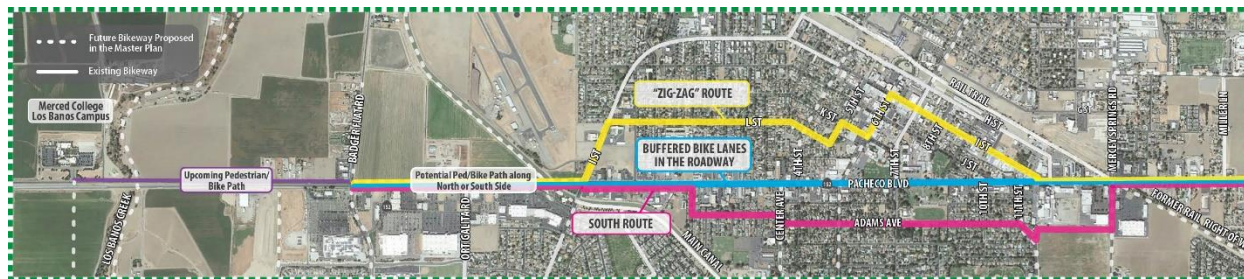 Future Bikeway Proposed
in the Master Plan
Existing Bikeway
Merced College
Los Banos Campus
LOS BANOS CREEK
Upcoming Pedestrian/
Bike Path
BADGER FLAT RD
152
Potential Ped/Bike Path along
North or South Side
ORTIGALITA RD
I ST
"ZIG-ZAG" ROUTE
L ST
BUFFERED BIKE LANES
IN THE ROADWAY
SOUTH ROUTE
MAIN CANAL
CENTER AVE
4TH ST
K ST
5TH ST
6TH ST
7TH ST
8TH ST
152
PACHECO BLVD
ADAMS AVE
RAIL TRAIL
H ST
I ST
J ST
10TH ST
11TH ST
G ST
MERCEY SPRINGS RD
MILLER LN
FORMER RAIL RIGHT OF W